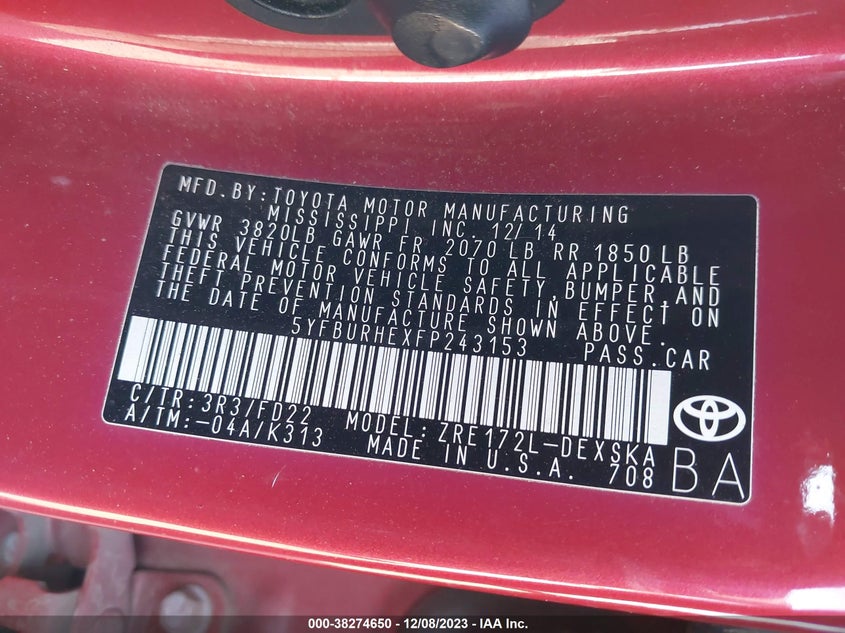 MFD.BY:TOYOTA MOTOR MANUFACTURING
MISSISSIPPI INC. 12/14
GVWR 3820LB GAWR FR 2070 LB RR 1850 LB
THIS VEHICLE CONFORMS TO ALL APPLICABLE
FEDERAL MOTOR VEHICLE SAFETY,BUMPER,AND
THEFT PREVENTION STANDARDS IN EFFECT ON
THE DATE OF MANUFACTURE SHOWN ABOVE.
5YFBURHEXFP243153 PASS.CAR
C/TR:3R3/FD22 MODEL:ZRE172L-DEXSKA
A/TM:-04A/K313 MADE IN U.S.A. 708
BA
000-38274650 - 12/08/2023 - IAA Inc.